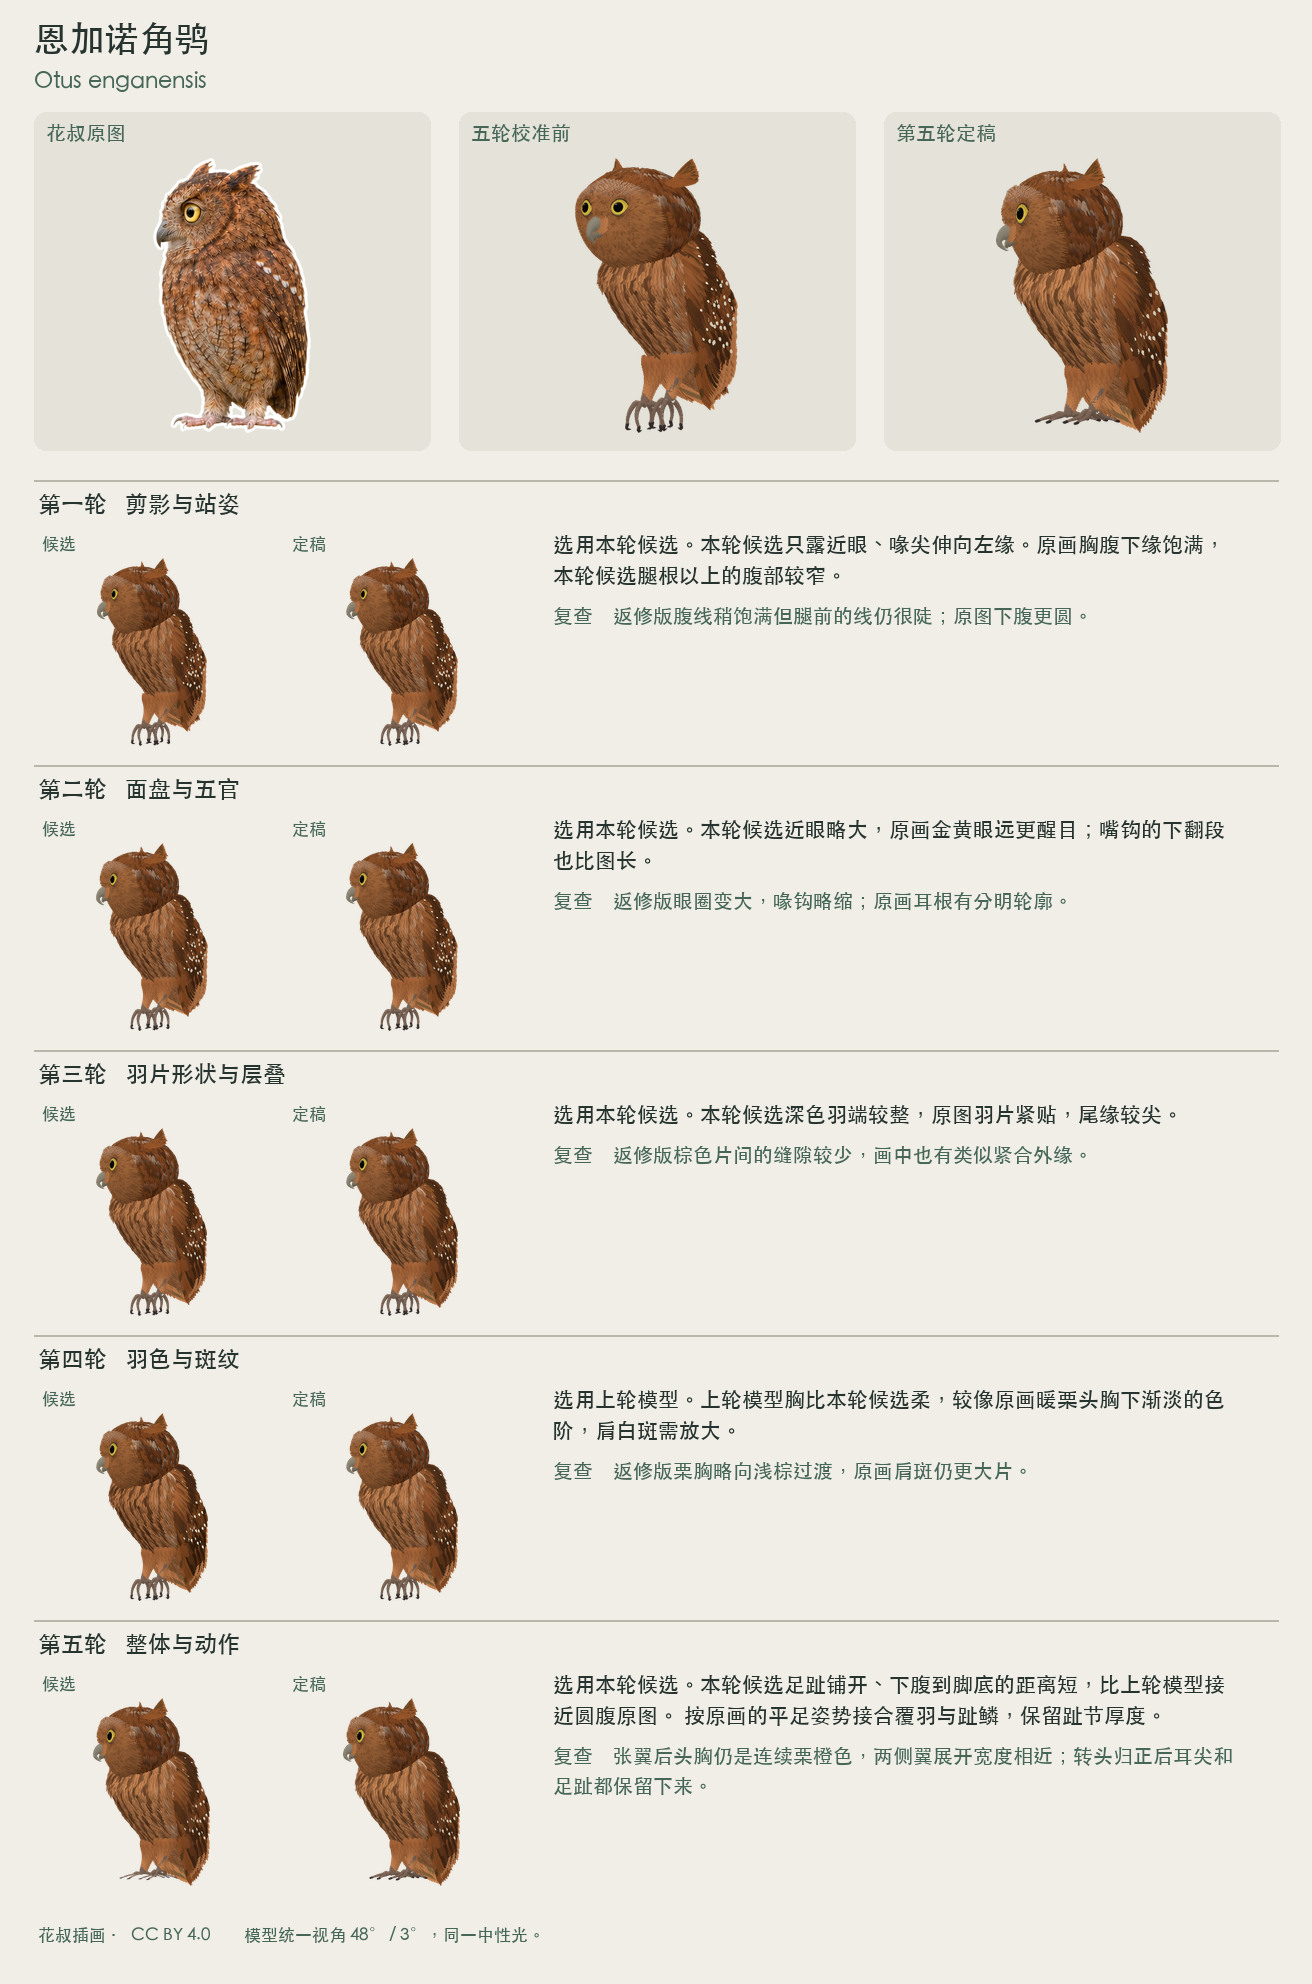 恩加诺角鸮
Otus enganensis
花叔原图
五轮校准前
第五轮定稿
第一轮 剪影与站姿
候选
定稿
选用本轮候选。本轮候选只露近眼、喙尖伸向左缘。原画胸腹下缘饱满，
本轮候选腿根以上的腹部较窄。
复查 返修版腹线稍饱满但腿前的线仍很陡；原图下腹更圆。
第二轮 面盘与五官
候选
定稿
选用本轮候选。本轮候选近眼略大，原画金黄眼远更醒目；嘴钩的下翻段
也比图长。
复查 返修版眼圈变大，喙钩略缩；原画耳根有分明轮廓。
第三轮 羽片形状与层叠
候选
定稿
选用本轮候选。本轮候选深色羽端较整，原图羽片紧贴，尾缘较尖。
复查 返修版棕色片间的缝隙较少，画中也有类似紧合外缘。
第四轮 羽色与斑纹
候选
定稿
选用上轮模型。上轮模型胸比本轮候选柔，较像原画暖栗头胸下渐淡的色
阶，肩白斑需放大。
复查 返修版栗胸略向浅棕过渡，原画肩斑仍更大片。
第五轮 整体与动作
候选
定稿
选用本轮候选。本轮候选足趾铺开、下腹到脚底的距离短，比上轮模型接
近圆腹原图。 按原画的平足姿势接合覆羽与趾鳞，保留趾节厚度。
复查 张翼后头胸仍是连续栗橙色，两侧翼展开宽度相近；转头归正后耳尖和
足趾都保留下来。
花叔插画 · CC BY 4.0 模型统一视角 48° / 3° ，同一中性光。